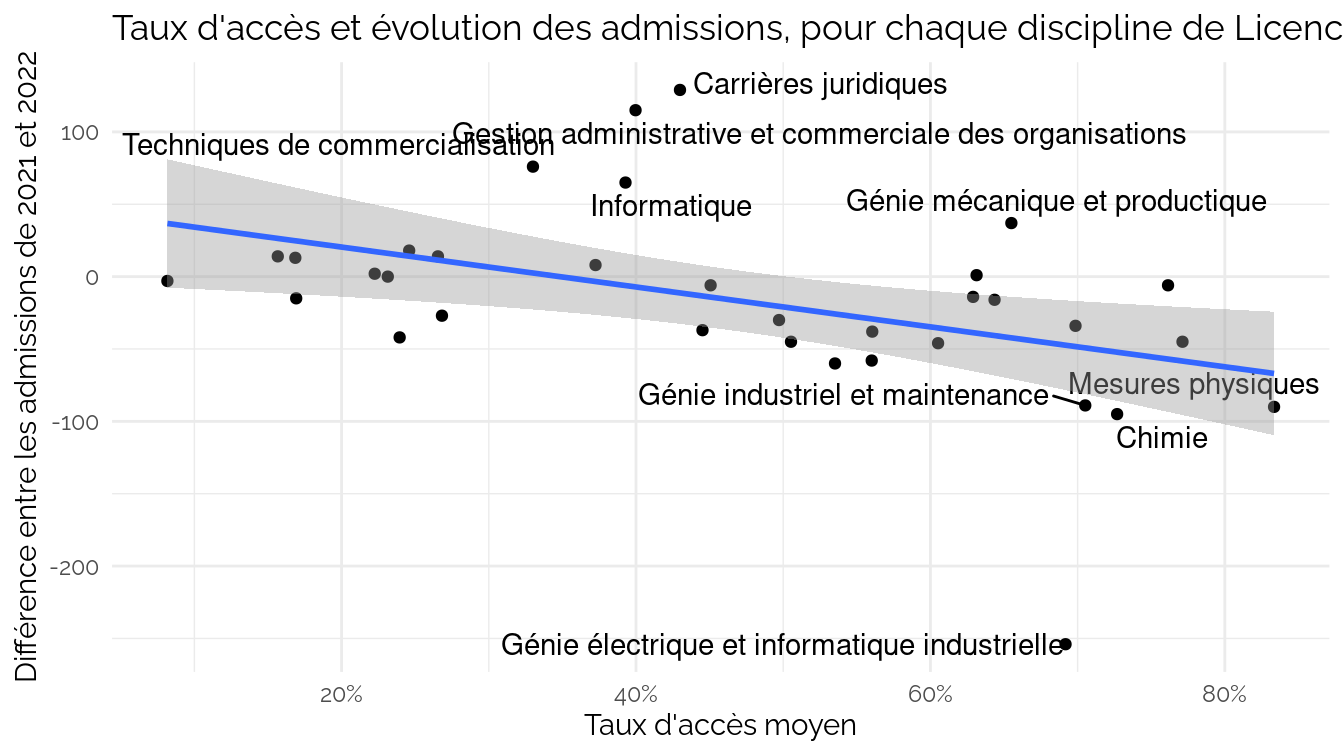 Taux d'accès et évolution des admissions, pour chaque discipline de Licenc
Différence entre les admissions de 2021 et 2022
100
0
-100
-200
Carrières juridiques
Gestion administrative et commerciale des organisations
Techniques de commercialisation
Informatique
Génie mécanique et productique
Mesures physiques
Génie industriel et maintenance
Chimie
Génie électrique et informatique industrielle
20%
40%
60%
80%
Taux d'accès moyen